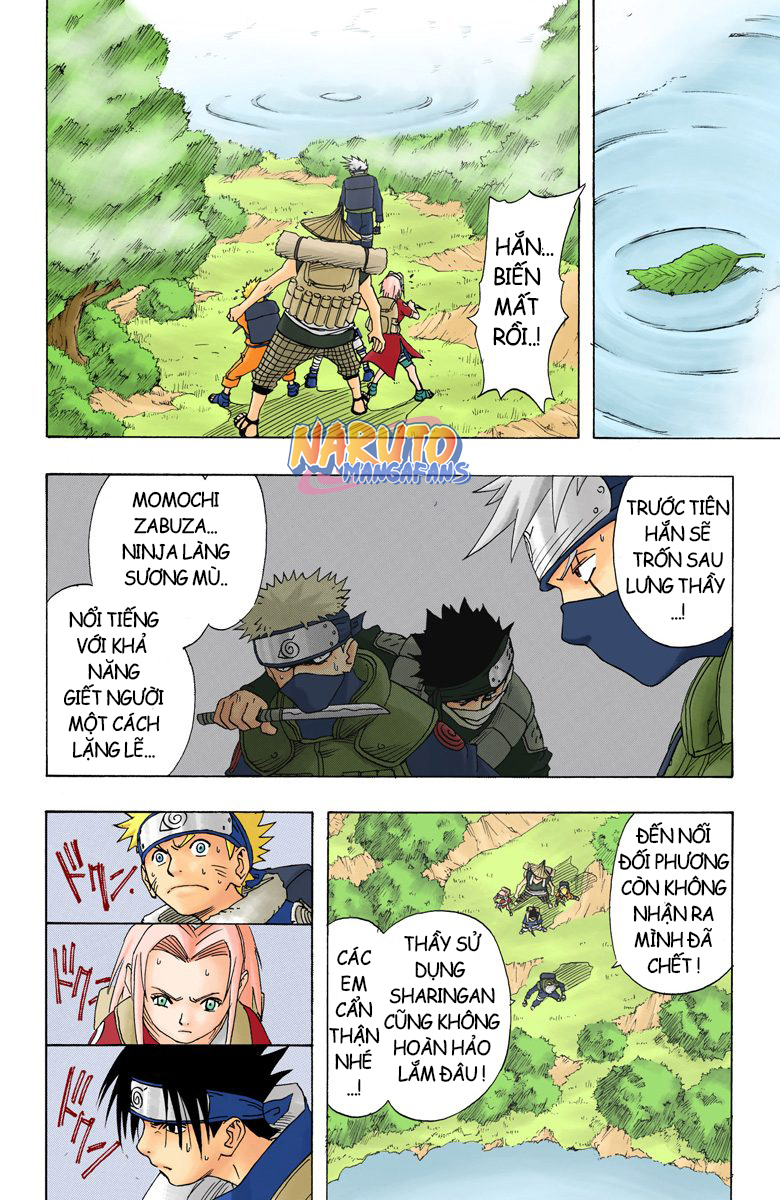 HẮN...
BIẾN
MẤT
RỒI..!
NARUTO
MANGAFANS
TRƯỚC TIÊN
HẮN SẼ
TRỐN SAU
LƯNG THẦY
...!
MOMOCHI
ZABUZA...
NINJA LÀNG
SƯƠNG MÙ..
NỔI TIẾNG
VỚI KHẢ
NĂNG
GIẾT NGƯỜI
MỘT CÁCH
LẶNG LẼ...
ĐẾN NỖI
ĐỐI PHƯƠNG
CÒN KHÔNG
NHẬN RA
MÌNH ĐÃ
CHẾT !
THẦY SỬ
DỤNG
SHARINGAN
CŨNG KHÔNG
HOÀN HẢO
LẮM ĐÂU !
CÁC
EM
CẨN
THẬN
NHÉ
...!
ドクン
ドクン
ドクン